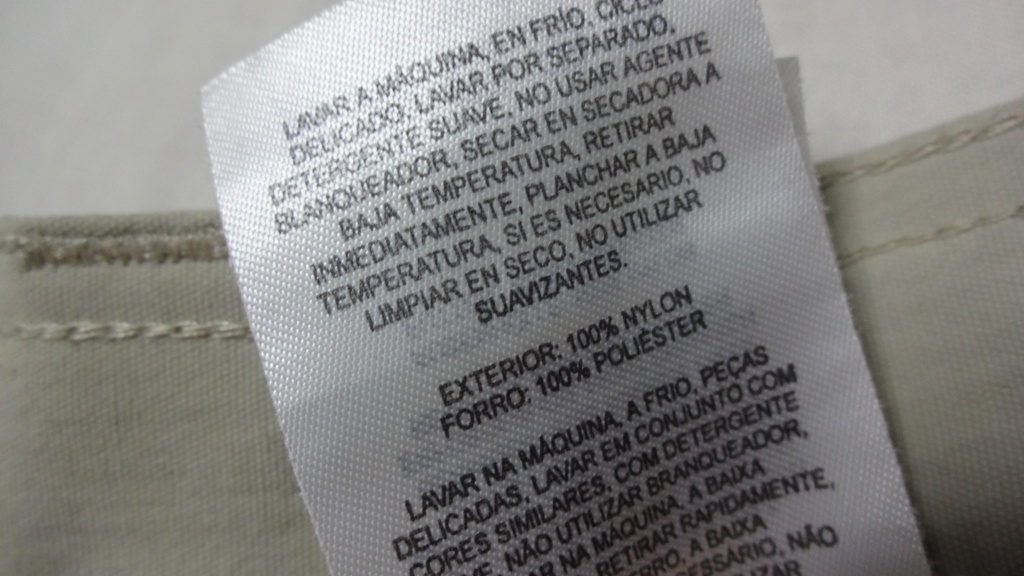 LAVAR A MÁQUINA, EN FRÍO. CICLO
DELICADO, LAVAR POR SEPARADO,
DETERGENTE SUAVE, NO USAR AGENTE
BLANQUEADOR, SECAR EN SECADORA A
BAJA TEMPERATURA, RETIRAR
INMEDIATAMENTE, PLANCHAR A BAJA
TEMPERATURA, SI ES NECESARIO, NO
LIMPIAR EN SECO, NO UTILIZAR
SUAVIZANTES.
EXTERIOR: 100% NYLON
FORRO: 100% POLIÉSTER
LAVAR NA MÁQUINA, A FRIO, PEÇAS
DELICADAS, LAVAR EM CONJUNTO COM
CORES SIMILARES, COM DETERGENTE
NÃO UTILIZAR BRANQUEADOR,
NA MÁQUINA, A BAIXA
RETIRAR RAPIDAMENTE,
A BAIXA
NÃO